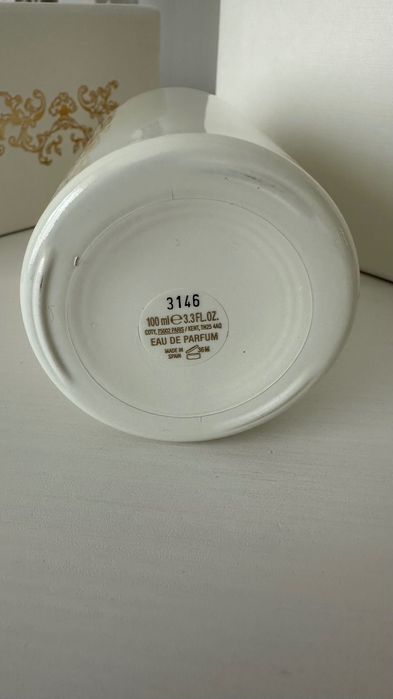 3146
100 ml ℮ 3.3 FL.OZ.
COTY, 75002 PARIS / KENT, TN25 4AQ
EAU DE PARFUM
MADE IN
SPAIN 36M